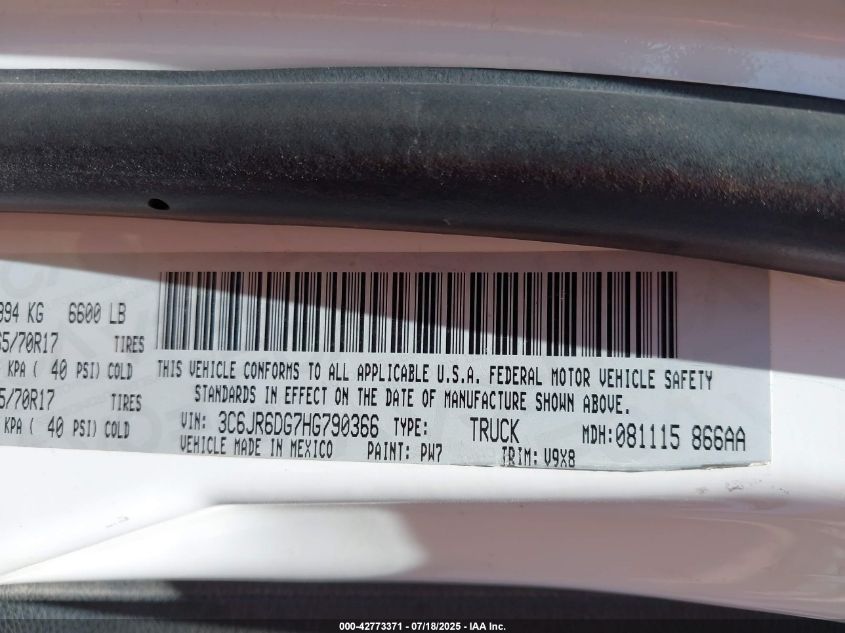 994 KG 6600 LB
65/70R17 TIRES
KPA ( 40 PSI) COLD
5/70R17 TIRES
KPA ( 40 PSI) COLD
THIS VEHICLE CONFORMS TO ALL APPLICABLE U.S.A. FEDERAL MOTOR VEHICLE SAFETY
STANDARDS IN EFFECT ON THE DATE OF MANUFACTURE SHOWN ABOVE.
VIN: 3C6JR6DG7HG790366 TYPE: TRUCK MDH:081115 866AA
VEHICLE MADE IN MEXICO PAINT: PW7 TRIM: V9X8
000-42773371 - 07/18/2025 - IAA Inc.